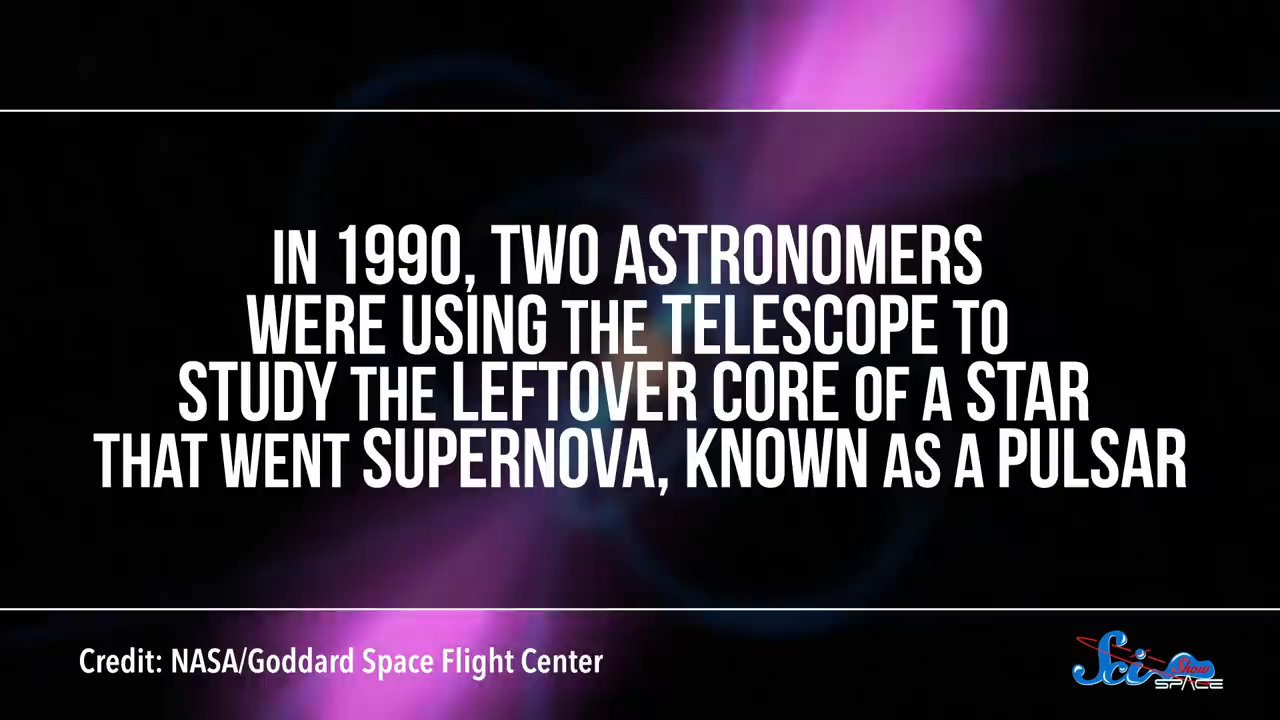 IN 1990, TWO ASTRONOMERS
WERE USING THE TELESCOPE TO
STUDY THE LEFTOVER CORE OF A STAR
THAT WENT SUPERNOVA, KNOWN AS A PULSAR
Credit: NASA/Goddard Space Flight Center
Sci Show
SPACE